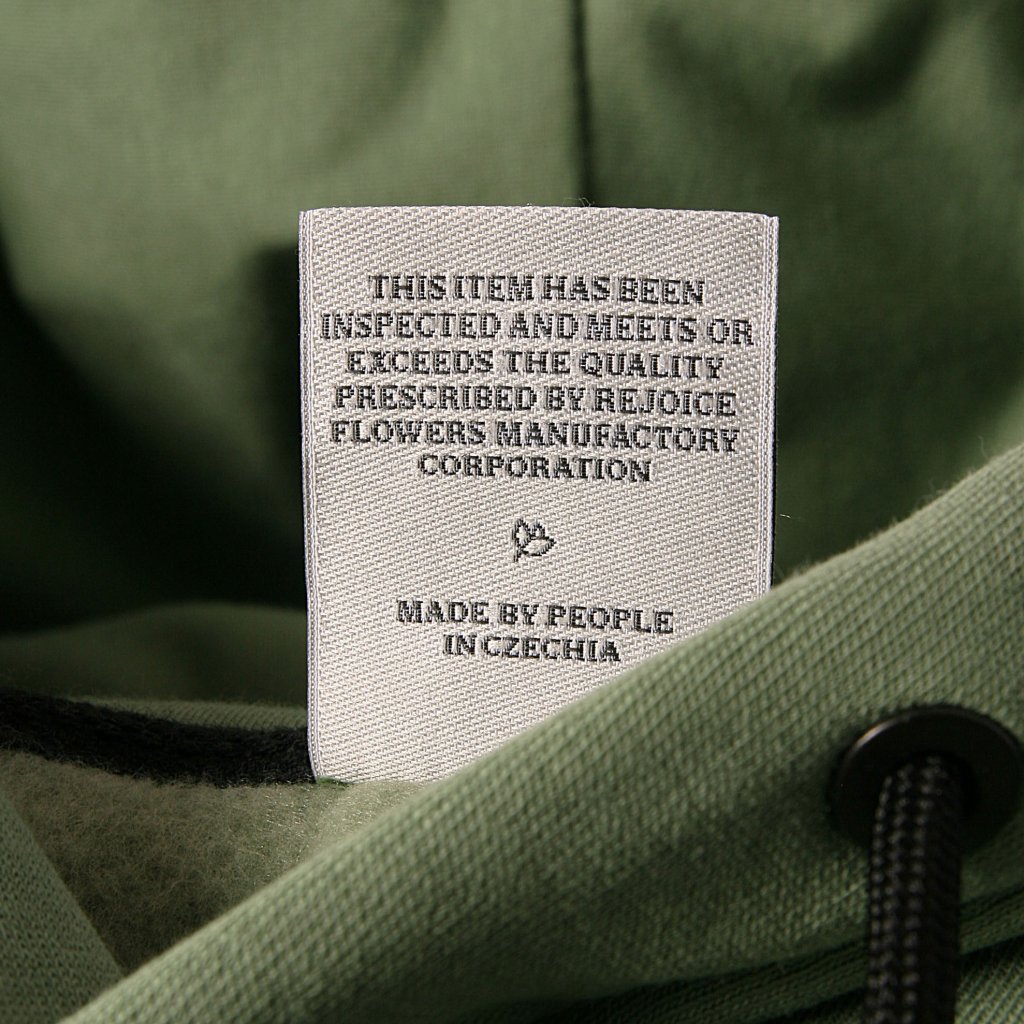 THIS ITEM HAS BEEN
INSPECTED AND MEETS OR
EXCEEDS THE QUALITY
PRESCRIBED BY REJOICE
FLOWERS MANUFACTORY
CORPORATION
MADE BY PEOPLE
IN CZECHIA